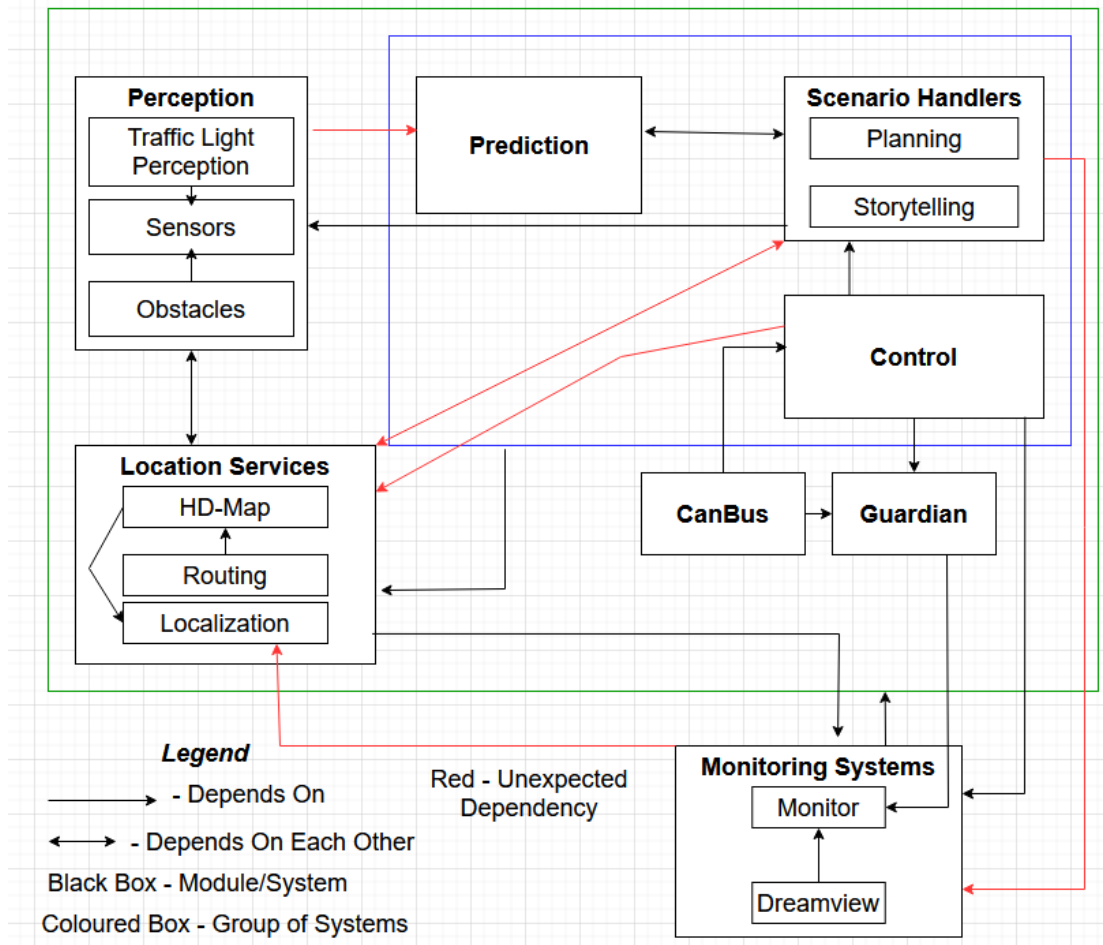 Perception
Traffic Light
Perception
Sensors
Obstacles
Prediction
Scenario Handlers
Planning
Storytelling
Control
Location Services
HD-Map
Routing
Localization
CanBus
Guardian
Monitoring Systems
Monitor
Dreamview
Legend
- Depends On
- Depends On Each Other
Black Box - Module/System
Coloured Box - Group of Systems
Red - Unexpected
Dependency